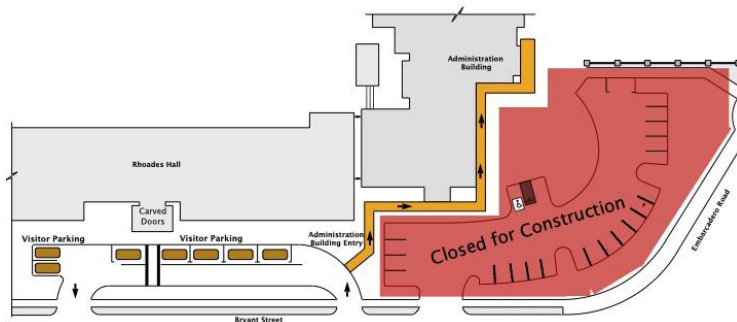 Administration
Building
Rhoades Hall
Carved
Doors
Visitor Parking
Visitor Parking
Administration
Building Entry
Closed for Construction
Embarcadero Road
Bryant Street